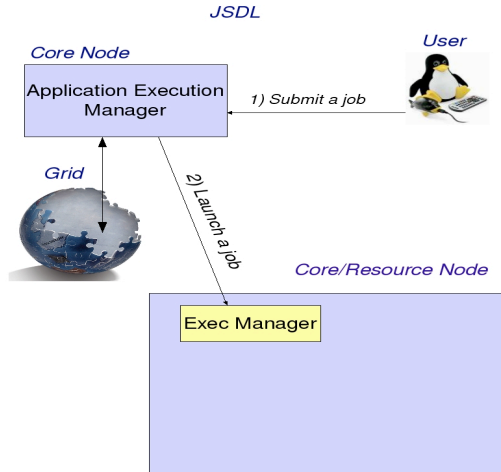 JSDL
User
Core Node
Application Execution
Manager
1) Submit a job
Grid
2) Launch a job
Core/Resource Node
Exec Manager